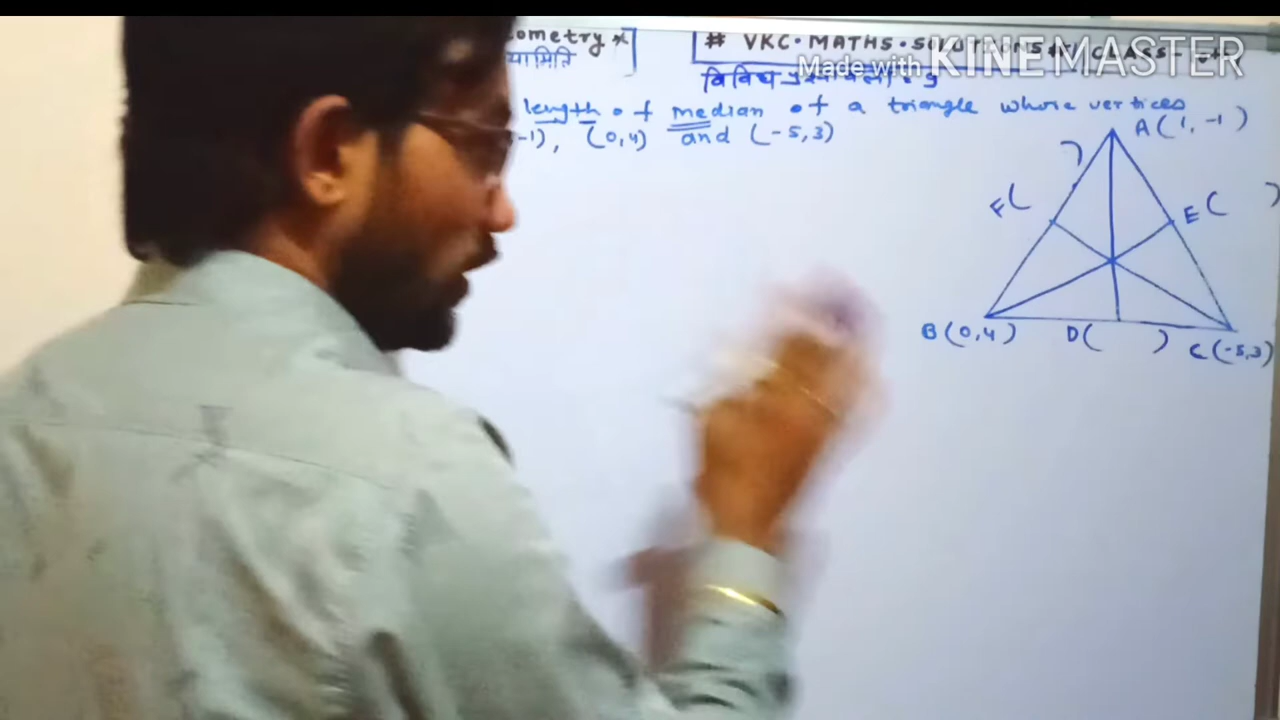 ometry *]
यामिति
# VKC. MATHS. SOLUTIONS
Made with KINEMASTER
विविध
length of median of a triangle whose vertices
-1), (0,4) and (-5,3)
A(1,-1)
F( )
E( )
B(0,4)
D( )
C(-5,3)